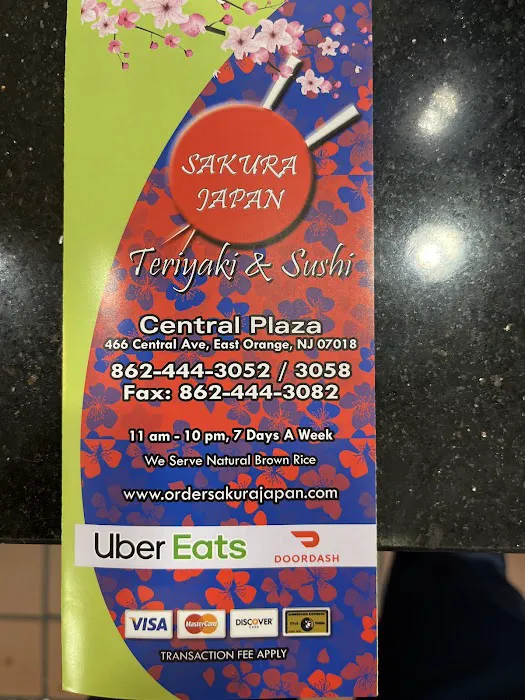 SAKURA
JAPAN
Teriyaki & Sushi
Central Plaza
466 Central Ave, East Orange, NJ 07018
862-444-3052 / 3058
Fax: 862-444-3082
11 am - 10 pm, 7 Days A Week
We Serve Natural Brown Rice
www.ordersakurajapan.com
Uber Eats
DOORDASH
VISA
MasterCard
DISCOVER
AMERICAN EXPRESS
TRANSACTION FEE APPLY